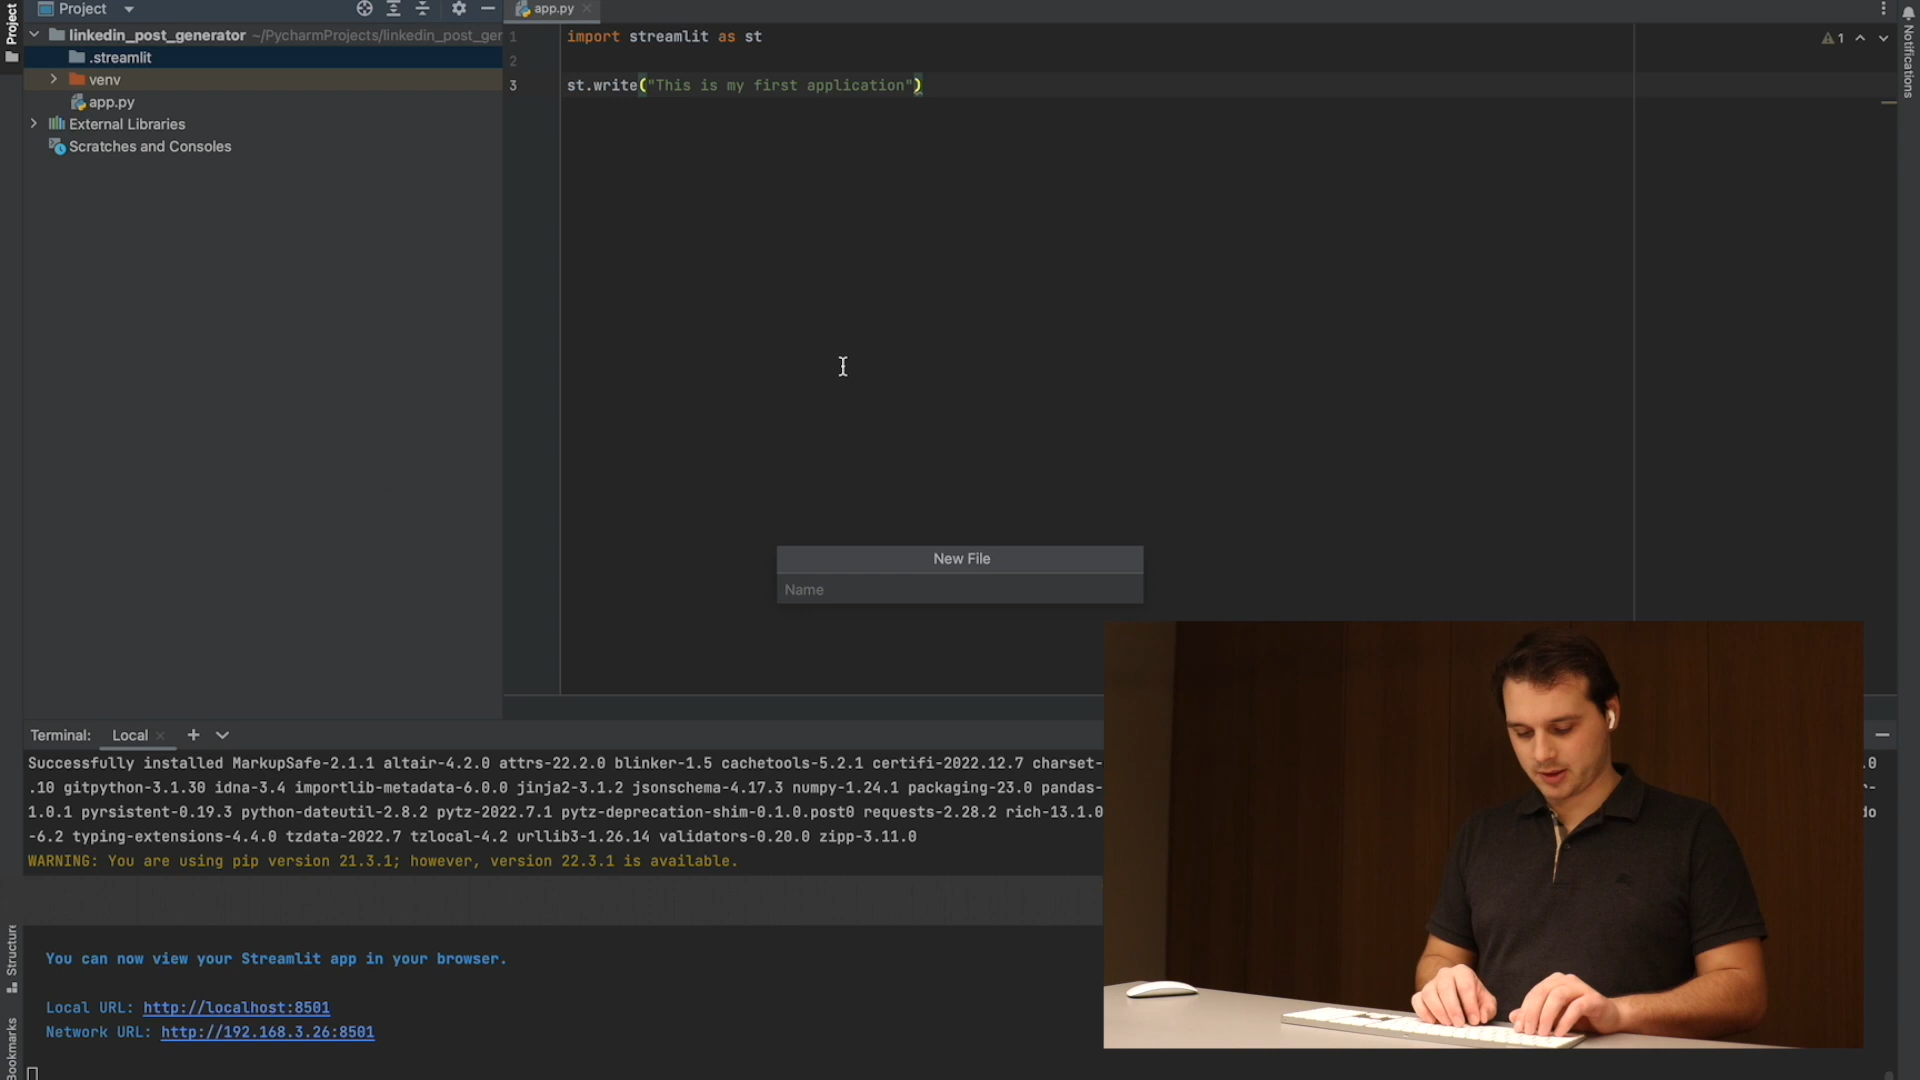 Project
Project
app.py
linkedin_post_generator ~/PycharmProjects/linkedin_post_ger
.streamlit
venv
app.py
External Libraries
Scratches and Consoles
1 import streamlit as st
2
3 st.write("This is my first application")
1
Notifications
New File
Name
Terminal: Local
Successfully installed MarkupSafe-2.1.1 altair-4.2.0 attrs-22.2.0 blinker-1.5 cachetools-5.2.1 certifi-2022.12.7 charset- .0
.10 gitpython-3.1.30 idna-3.4 importlib-metadata-6.0.0 jinja2-3.1.2 jsonschema-4.17.3 numpy-1.24.1 packaging-23.0 pandas- r-
1.0.1 pyrsistent-0.19.3 python-dateutil-2.8.2 pytz-2022.7.1 pytz-deprecation-shim-0.1.0.post0 requests-2.28.2 rich-13.1.0 do
-6.2 typing-extensions-4.4.0 tzdata-2022.7 tzlocal-4.2 urllib3-1.26.14 validators-0.20.0 zipp-3.11.0
WARNING: You are using pip version 21.3.1; however, version 22.3.1 is available.
Structure
You can now view your Streamlit app in your browser.
Local URL: http://localhost:8501
Network URL: http://192.168.3.26:8501
Bookmarks